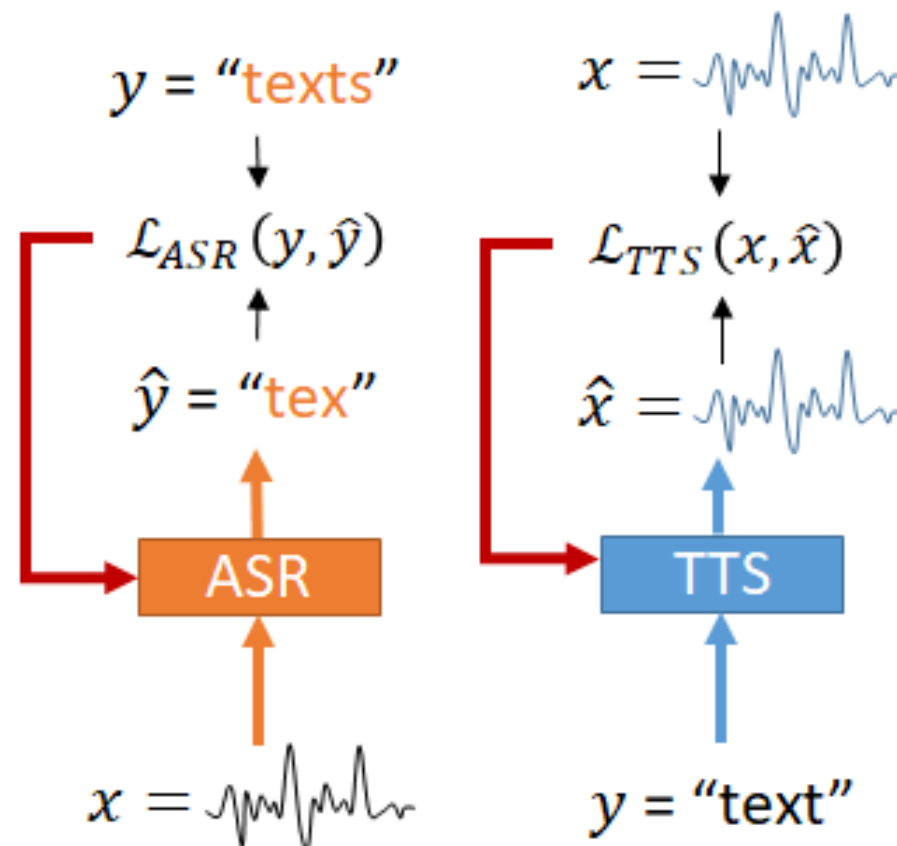 y = “texts”
ℒ_ASR(y, ŷ)
ŷ = “tex”
ASR
x =
x =
ℒ_TTS(x, x̂)
x̂ =
TTS
y = “text”